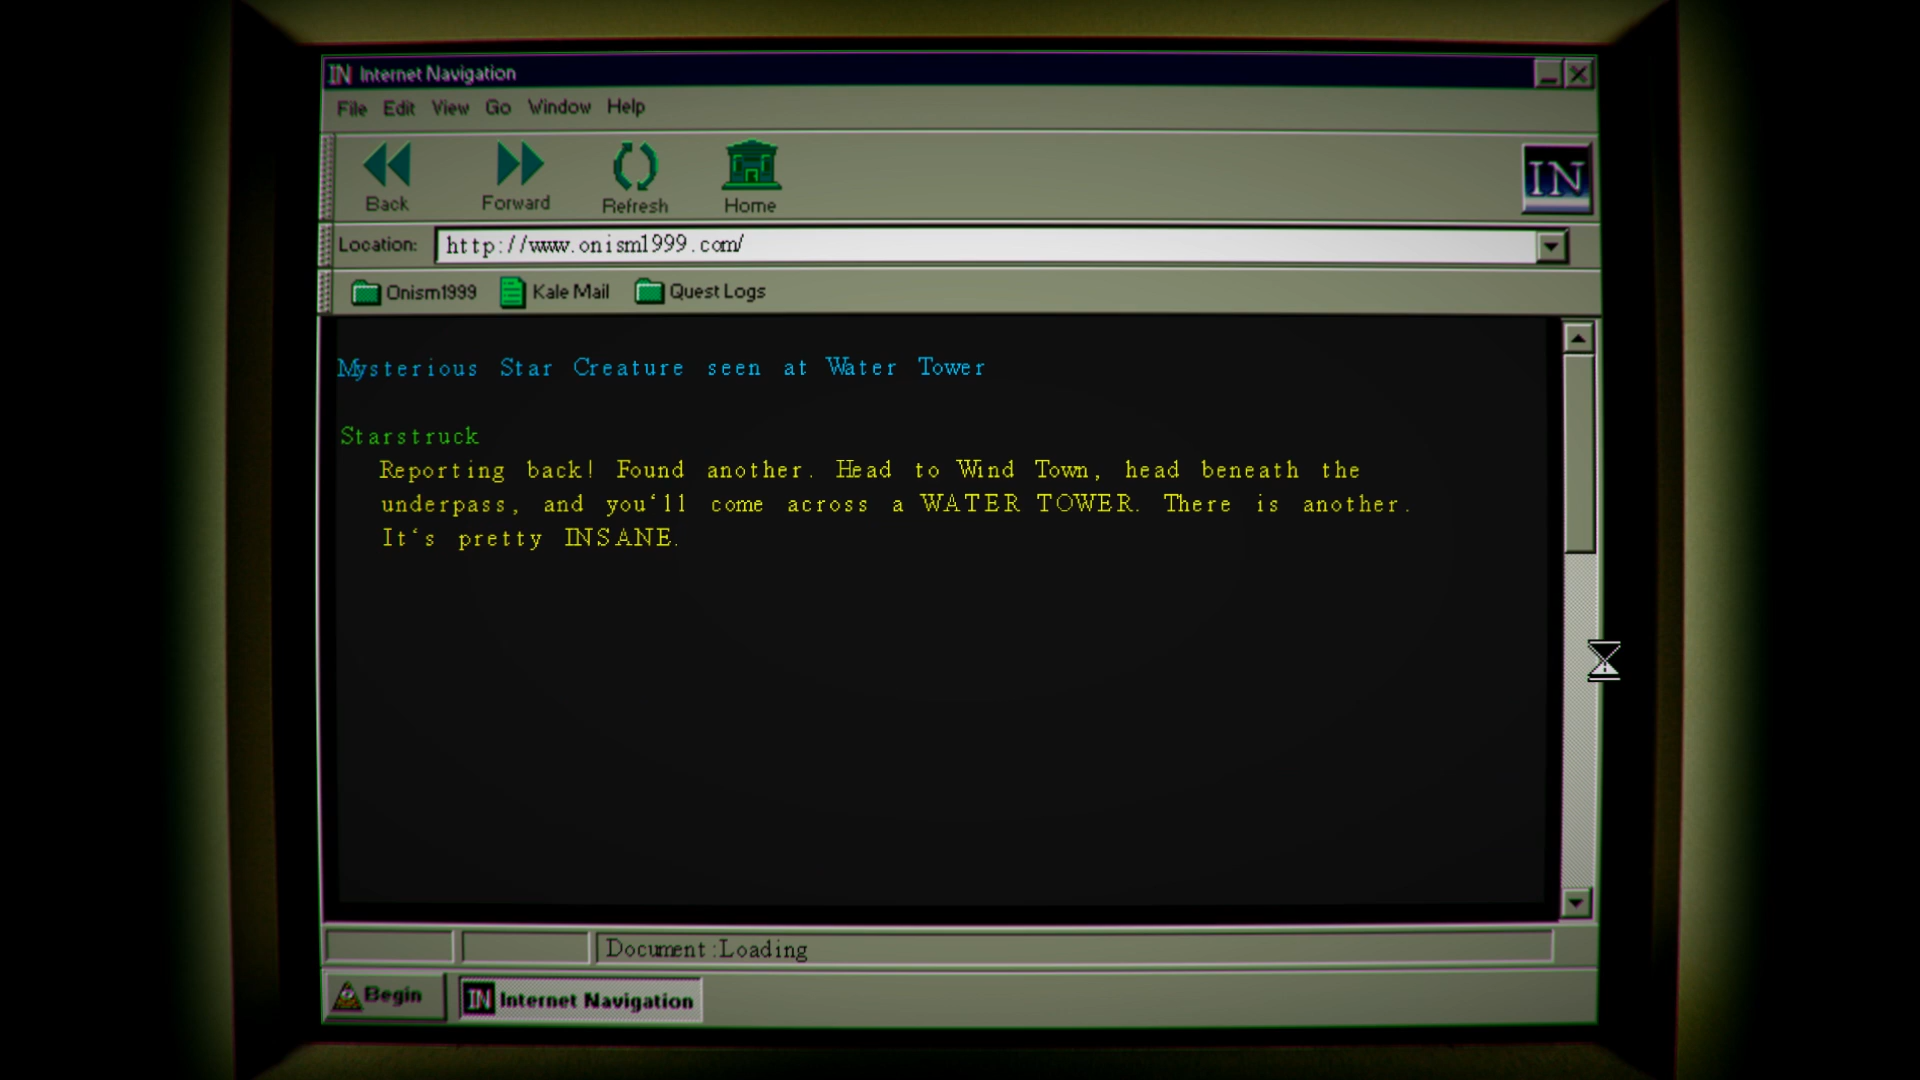 IN Internet Navigation
File Edit View Go Window Help
Back Forward Refresh Home
IN
Location: http://www.onism1999.com/
Onism1999 Kale Mail Quest Logs
Mysterious Star Creature seen at Water Tower
Starstruck
Reporting back! Found another. Head to Wind Town, head beneath the
underpass, and you‘ll come across a WATER TOWER. There is another.
It‘s pretty INSANE.
Document:Loading
Begin IN Internet Navigation